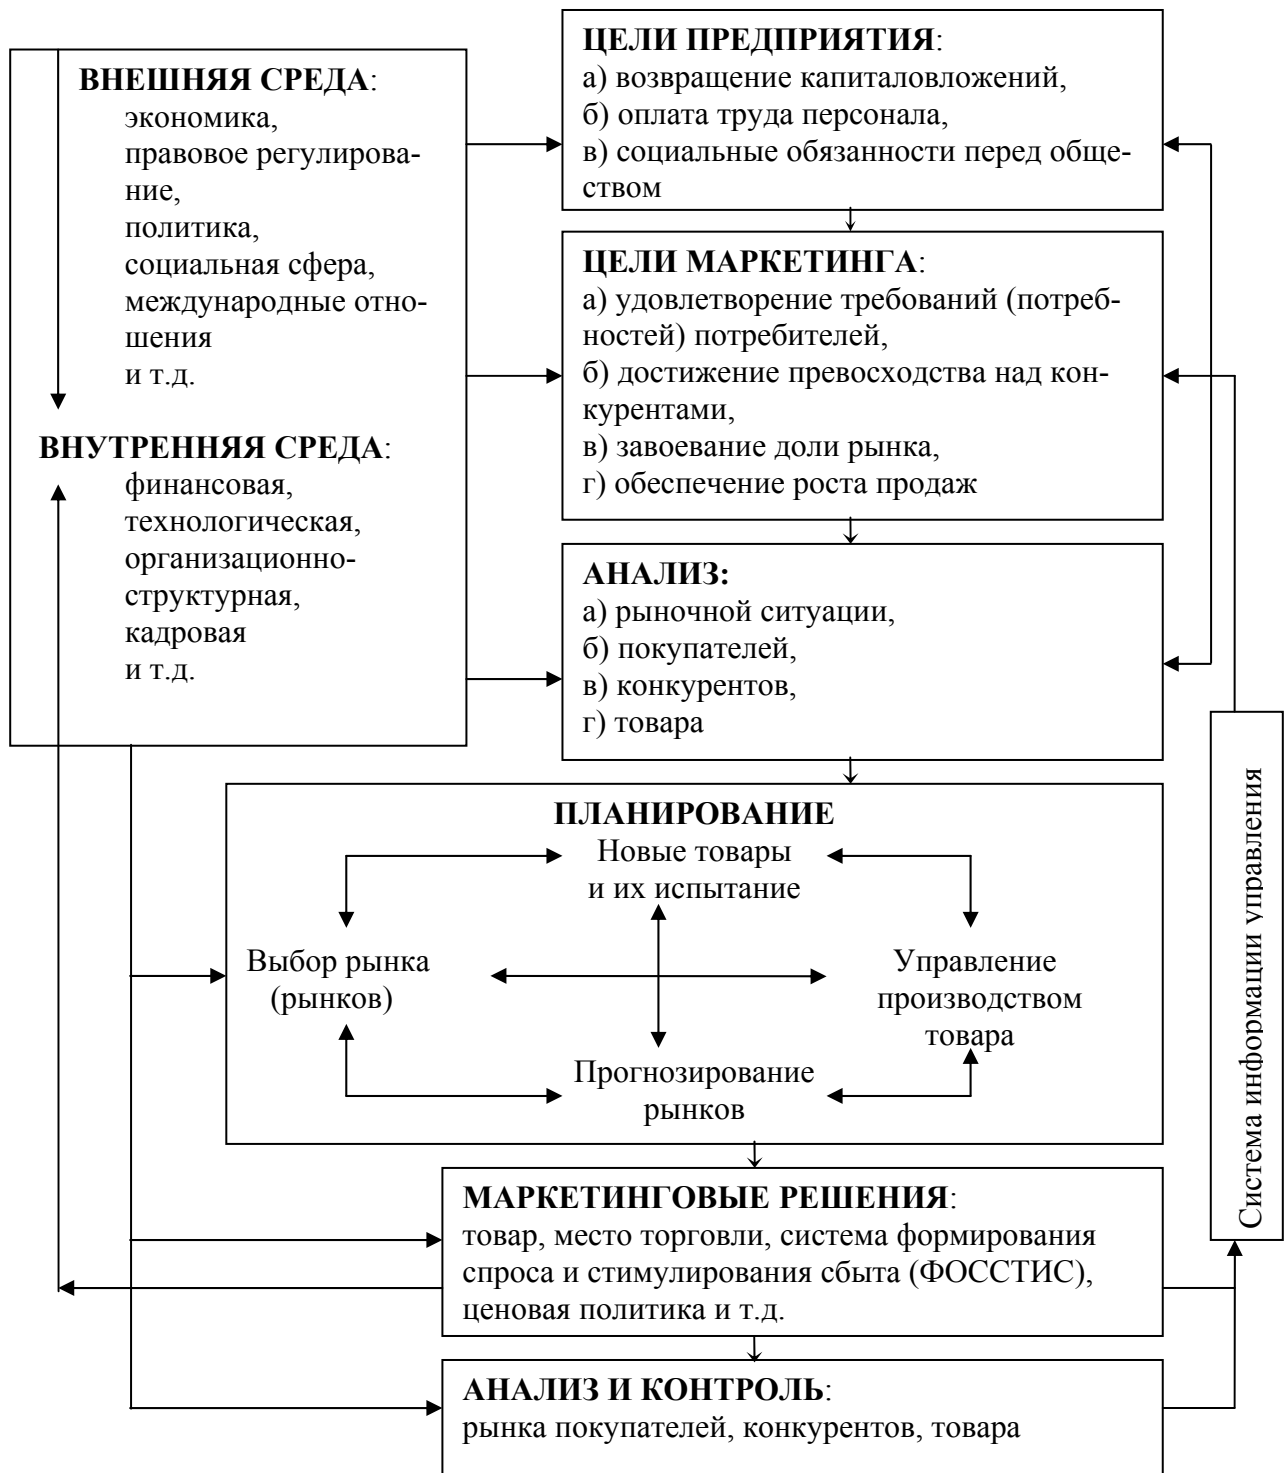 ВНЕШНЯЯ СРЕДА:
экономика,
правовое регулирова-
ние,
политика,
социальная сфера,
международные отно-
шения
и т.д.
ВНУТРЕННЯЯ СРЕДА:
финансовая,
технологическая,
организационно-
структурная,
кадровая
и т.д.
ЦЕЛИ ПРЕДПРИЯТИЯ:
а) возвращение капиталовложений,
б) оплата труда персонала,
в) социальные обязанности перед обще-
ством
ЦЕЛИ МАРКЕТИНГА:
а) удовлетворение требований (потреб-
ностей) потребителей,
б) достижение превосходства над кон-
курентами,
в) завоевание доли рынка,
г) обеспечение роста продаж
АНАЛИЗ:
а) рыночной ситуации,
б) покупателей,
в) конкурентов,
г) товара
ПЛАНИРОВАНИЕ
Новые товары
и их испытание
Выбор рынка
(рынков)
Управление
производством
товара
Прогнозирование
рынков
МАРКЕТИНГОВЫЕ РЕШЕНИЯ:
товар, место торговли, система формирования
спроса и стимулирования сбыта (ФОССТИС),
ценовая политика и т.д.
АНАЛИЗ И КОНТРОЛЬ:
рынка покупателей, конкурентов, товара
Система информации управления